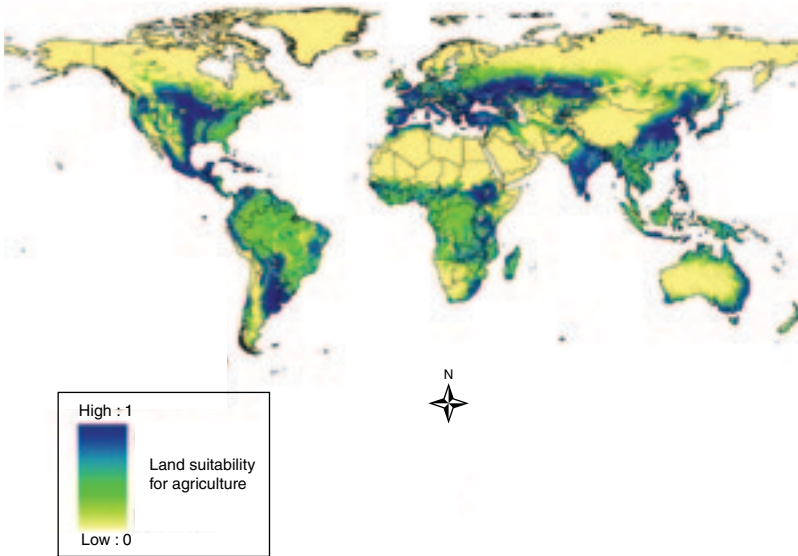 N
High : 1
Land suitability
for agriculture
Low : 0